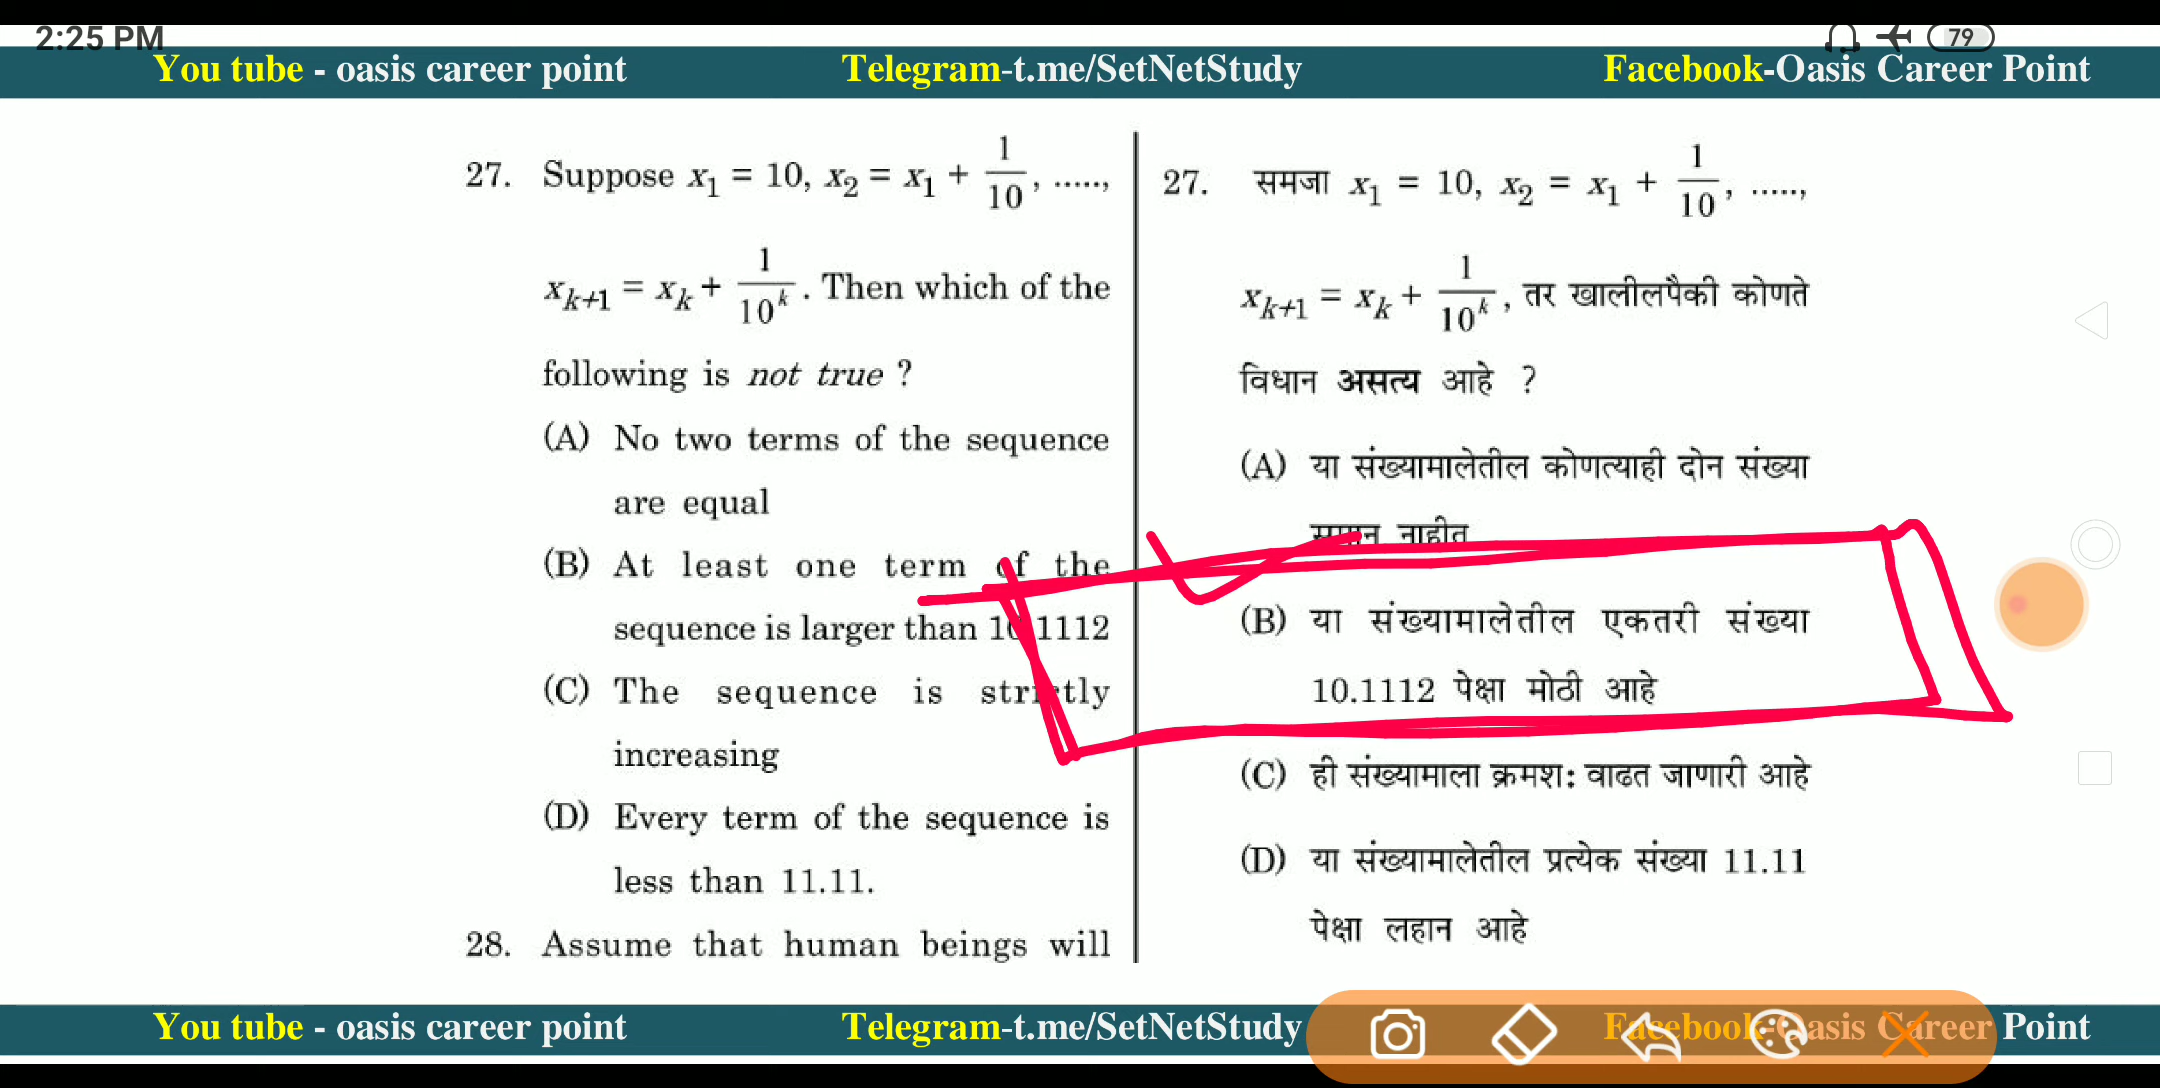 2:25 PM
79
You tube - oasis career point
Telegram-t.me/SetNetStudy
Facebook-Oasis Career Point
27. Suppose x₁ = 10, x₂ = x₁ + 1/10, .....,
xₖ₊₁ = xₖ + 1/10ᵏ. Then which of the
following is not true ?
(A) No two terms of the sequence
are equal
(B) At least one term of the
sequence is larger than 10.1112
(C) The sequence is strictly
increasing
(D) Every term of the sequence is
less than 11.11.
28. Assume that human beings will
27. समजा x₁ = 10, x₂ = x₁ + 1/10, .....,
xₖ₊₁ = xₖ + 1/10ᵏ, तर खालीलपैकी कोणते
विधान असत्य आहे ?
(A) या संख्यामालेतील कोणत्याही दोन संख्या
समान नाहीत
(B) या संख्यामालेतील एकतरी संख्या
10.1112 पेक्षा मोठी आहे
(C) ही संख्यामाला क्रमशः वाढत जाणारी आहे
(D) या संख्यामालेतील प्रत्येक संख्या 11.11
पेक्षा लहान आहे
You tube - oasis career point
Telegram-t.me/SetNetStudy
Facebook-Oasis Career Point